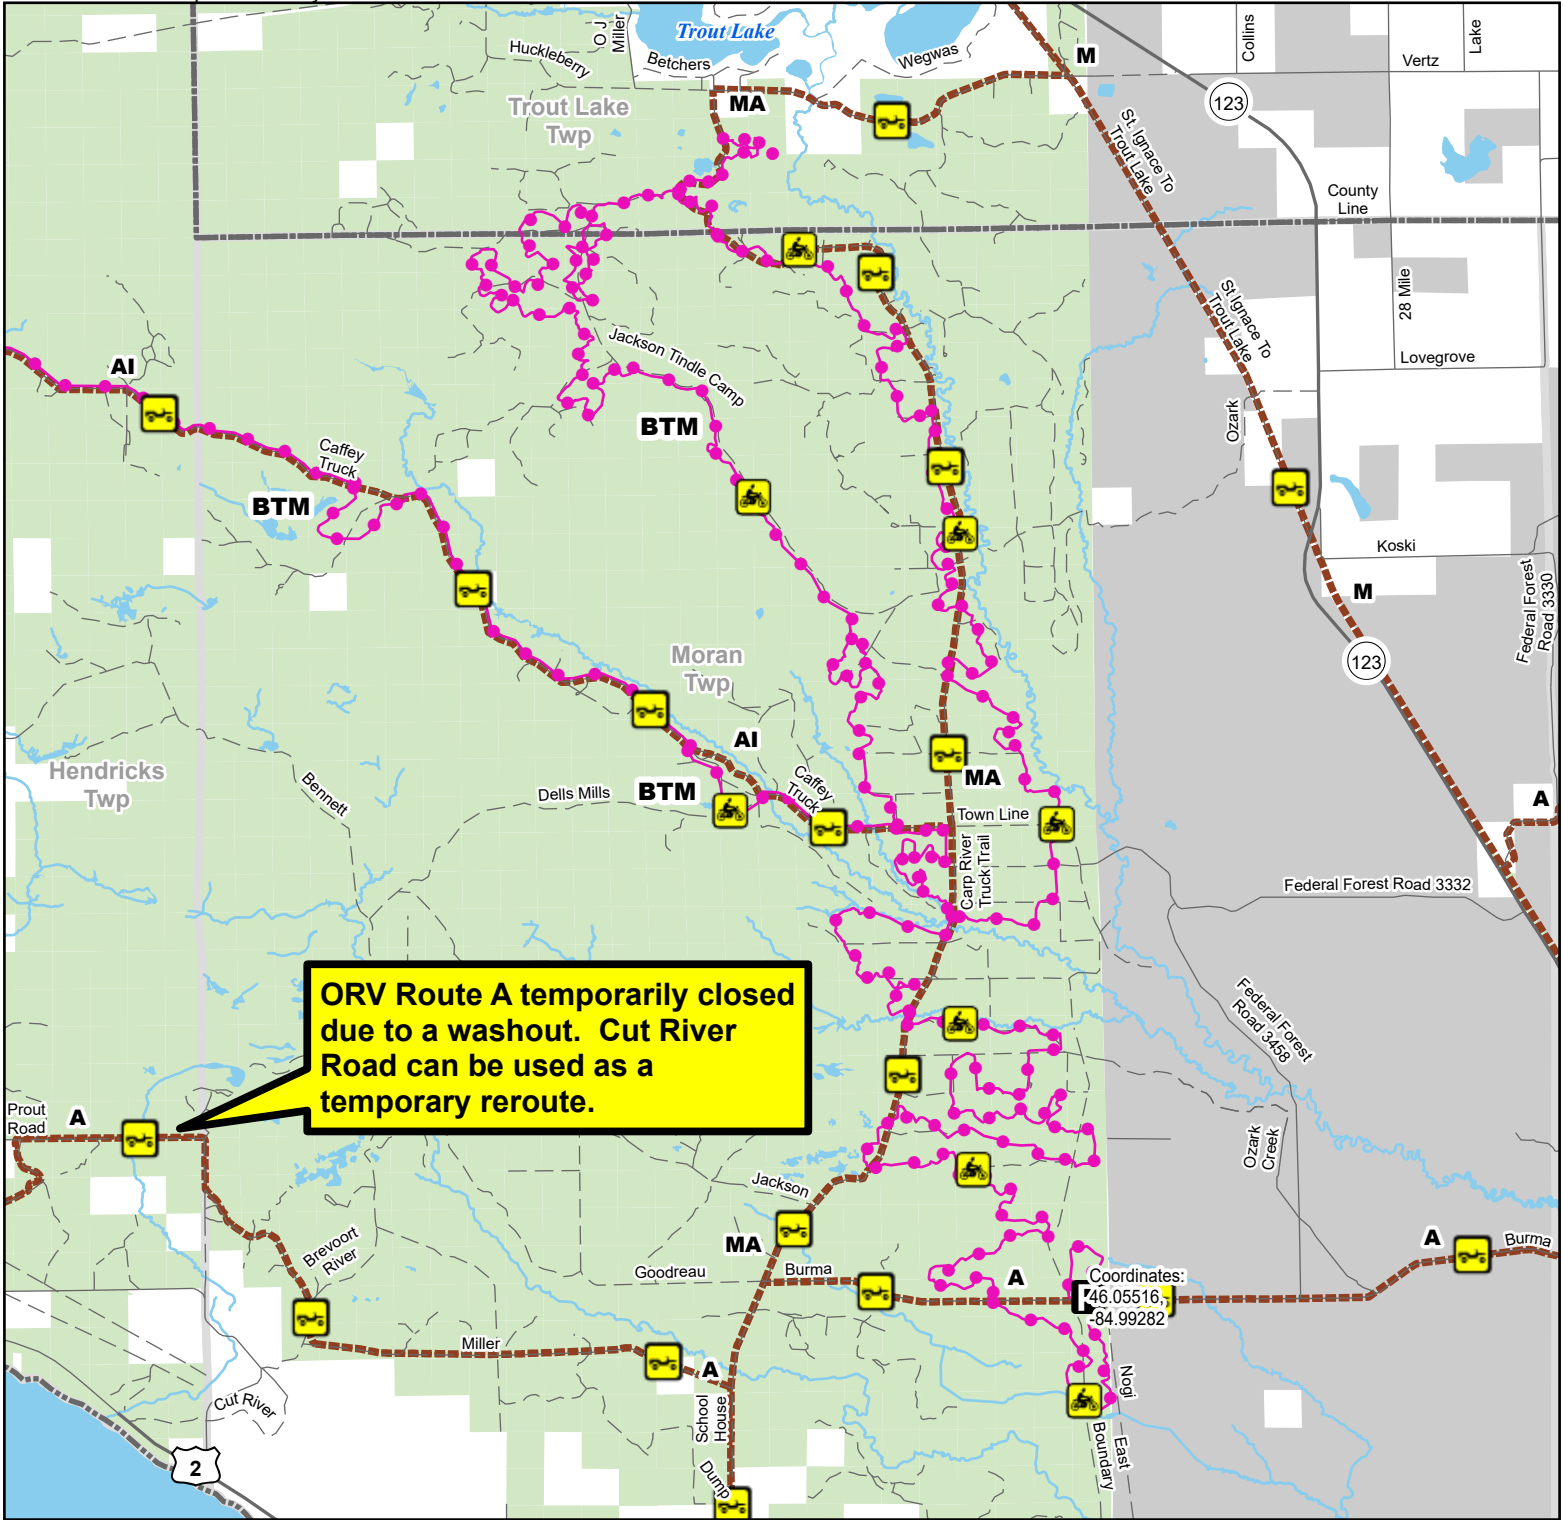 Trout Lake
O J
Miller
Huckleberry
Betchers
Wegwas
M
Collins
Lake
Vertz
123
Trout Lake
Twp
MA
St. Ignace To
Trout Lake
County
Line
28 Mile
St Ignace To
Trout Lake
Jackson Tindle Camp
Lovegrove
AI
BTM
Ozark
Caffey
Truck
BTM
Koski
Federal Forest
Road 3330
M
123
Moran
Twp
AI
Hendricks
Twp
Bennett
Dells Mills
BTM
Caffey
Truck
MA
Town Line
A
Carp River
Truck Trail
Federal Forest Road 3332
ORV Route A temporarily closed
due to a washout. Cut River
Road can be used as a
temporary reroute.
Federal Forest
Road 3458
Prout
Road
A
Ozark
Creek
Jackson
Brevoort
River
MA
Goodreau
Burma
A
Coordinates:
46.05516,
-84.99282
A
Burma
Miller
A
Cut River
School
House
Nogi
East
Boundary
2
Dump